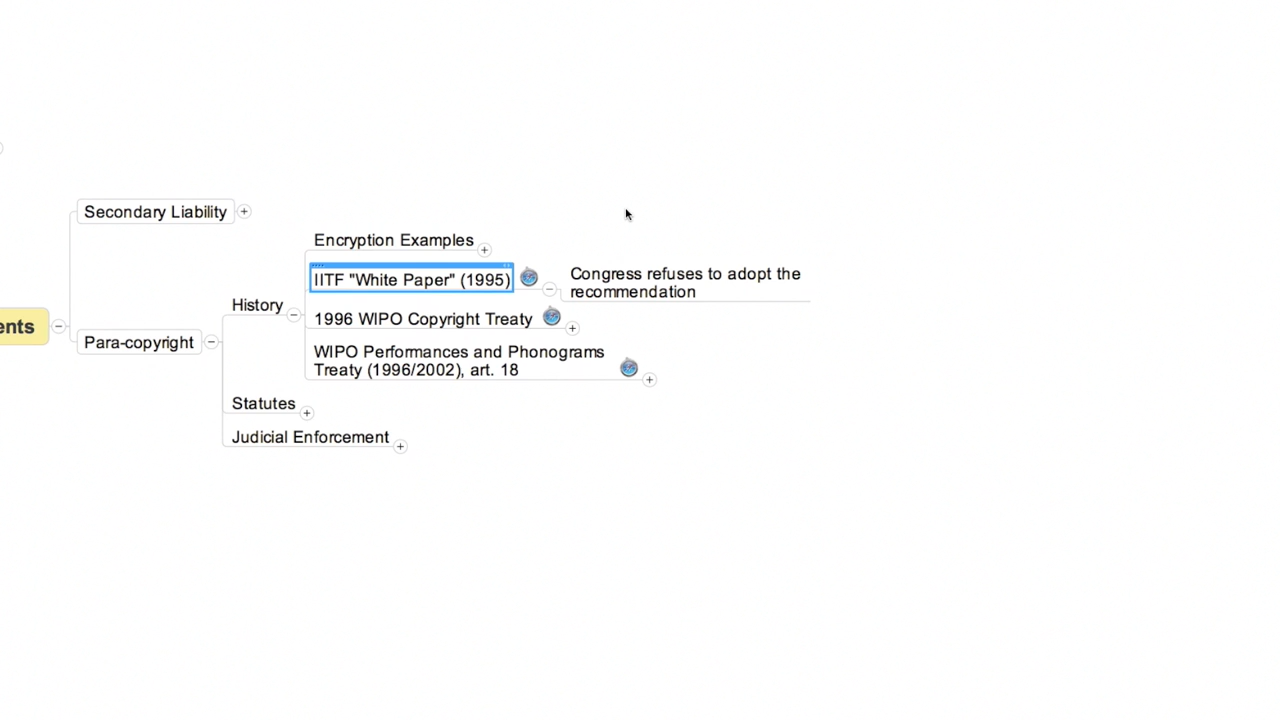 Secondary Liability
Encryption Examples
IITF "White Paper" (1995)
Congress refuses to adopt the
recommendation
History
1996 WIPO Copyright Treaty
ents
Para-copyright
WIPO Performances and Phonograms
Treaty (1996/2002), art. 18
Statutes
Judicial Enforcement